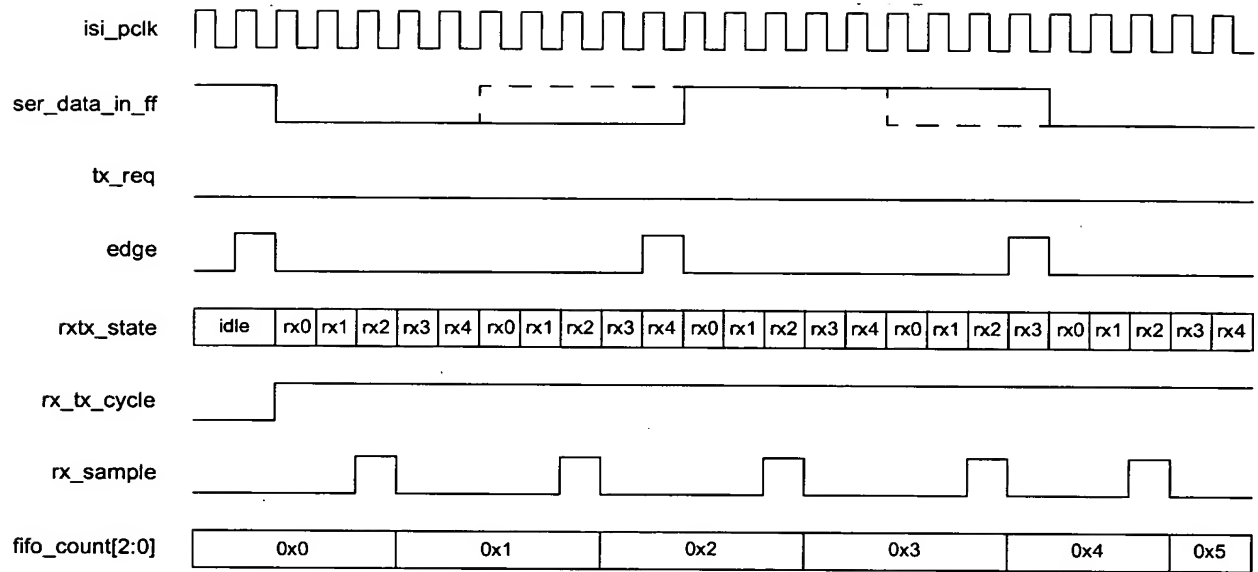 isi_pclk
ser_data_in_ff
tx_req
edge
rxtx_state idle rx0 rx1 rx2 rx3 rx4 rx0 rx1 rx2 rx3 rx4 rx0 rx1 rx2 rx3 rx4 rx0 rx1 rx2 rx3 rx0 rx1 rx2 rx3 rx4
rx_tx_cycle
rx_sample
fifo_count[2:0] 0x0 0x1 0x2 0x3 0x4 0x5